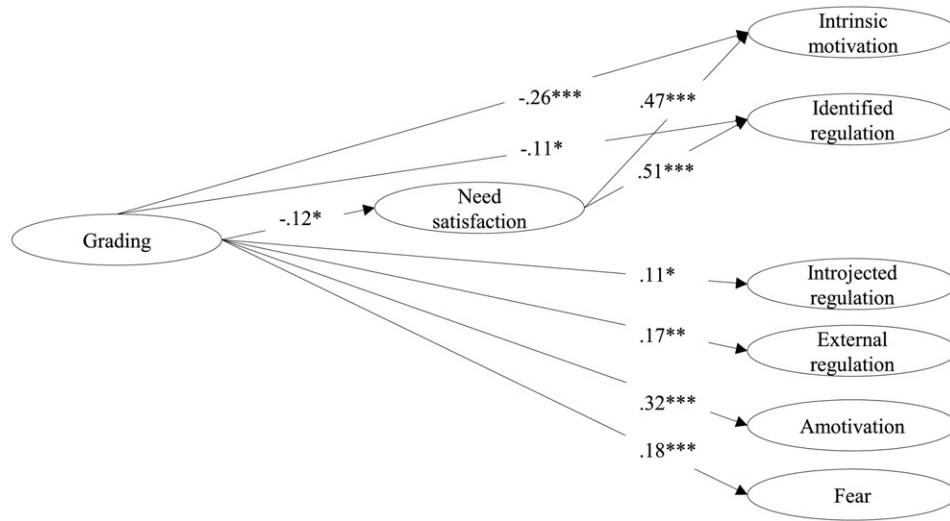 Intrinsic
motivation
-.26***
.47***
Identified
regulation
-.11*
.51***
Need
satisfaction
-.12*
Grading
.11*
Introjected
regulation
.17**
External
regulation
.32***
Amotivation
.18***
Fear